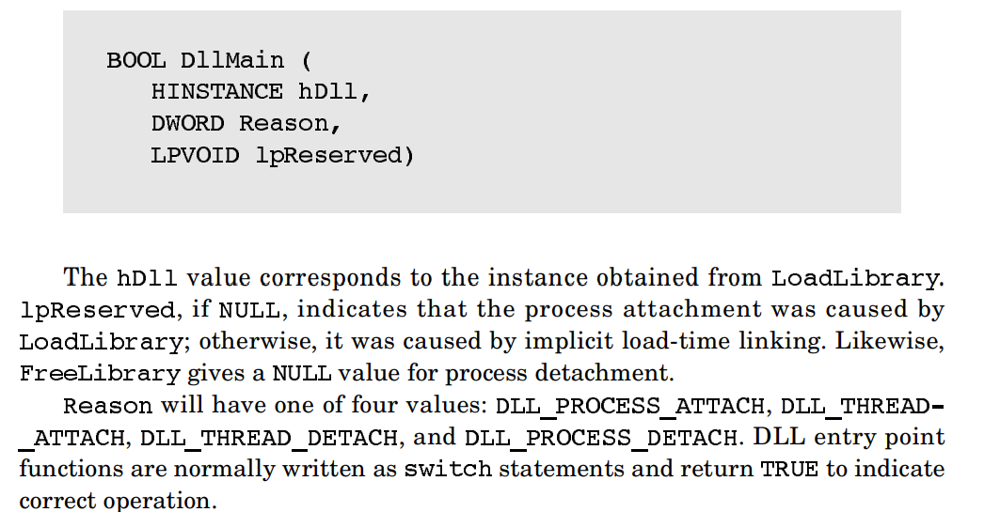 BOOL DllMain (
HINSTANCE hDll,
DWORD Reason,
LPVOID lpReserved)
The hDll value corresponds to the instance obtained from LoadLibrary.
lpReserved, if NULL, indicates that the process attachment was caused by
LoadLibrary; otherwise, it was caused by implicit load-time linking. Likewise,
FreeLibrary gives a NULL value for process detachment.
Reason will have one of four values: DLL_PROCESS_ATTACH, DLL_THREAD-
_ATTACH, DLL_THREAD_DETACH, and DLL_PROCESS_DETACH. DLL entry point
functions are normally written as switch statements and return TRUE to indicate
correct operation.